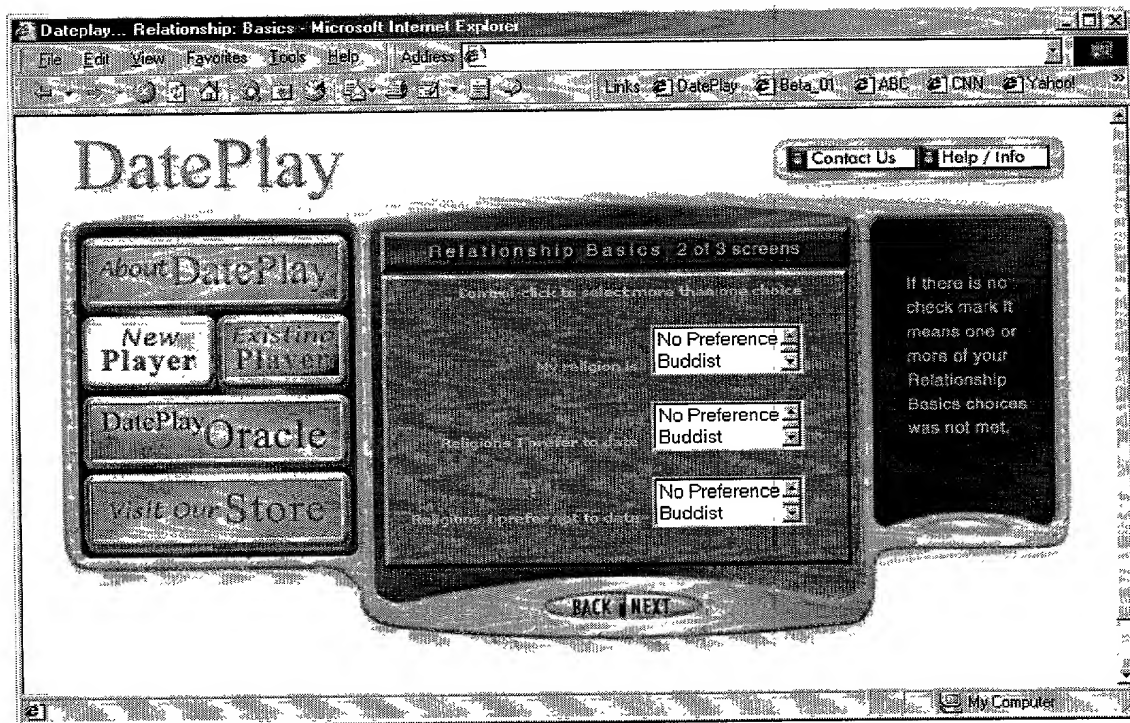 Dateplay... Relationship: Basics - Microsoft Internet Explorer
File Edit View Favorites Tools Help Address
Links DatePlay Beta_01 ABC CNN Yahoo! »
DatePlay
Contact Us Help / Info
About DatePlay
New Player
Existing Player
DatePlay Oracle
Visit Our Store
Relationship Basics 2 of 3 screens
Control click to select more than one choice
My religion is
No Preference
Buddist
Religions I prefer to date
No Preference
Buddist
Religions I prefer not to date
No Preference
Buddist
BACK NEXT
If there is no
check mark it
means one or
more of your
Relationship
Basics choices
was not met.
My Computer